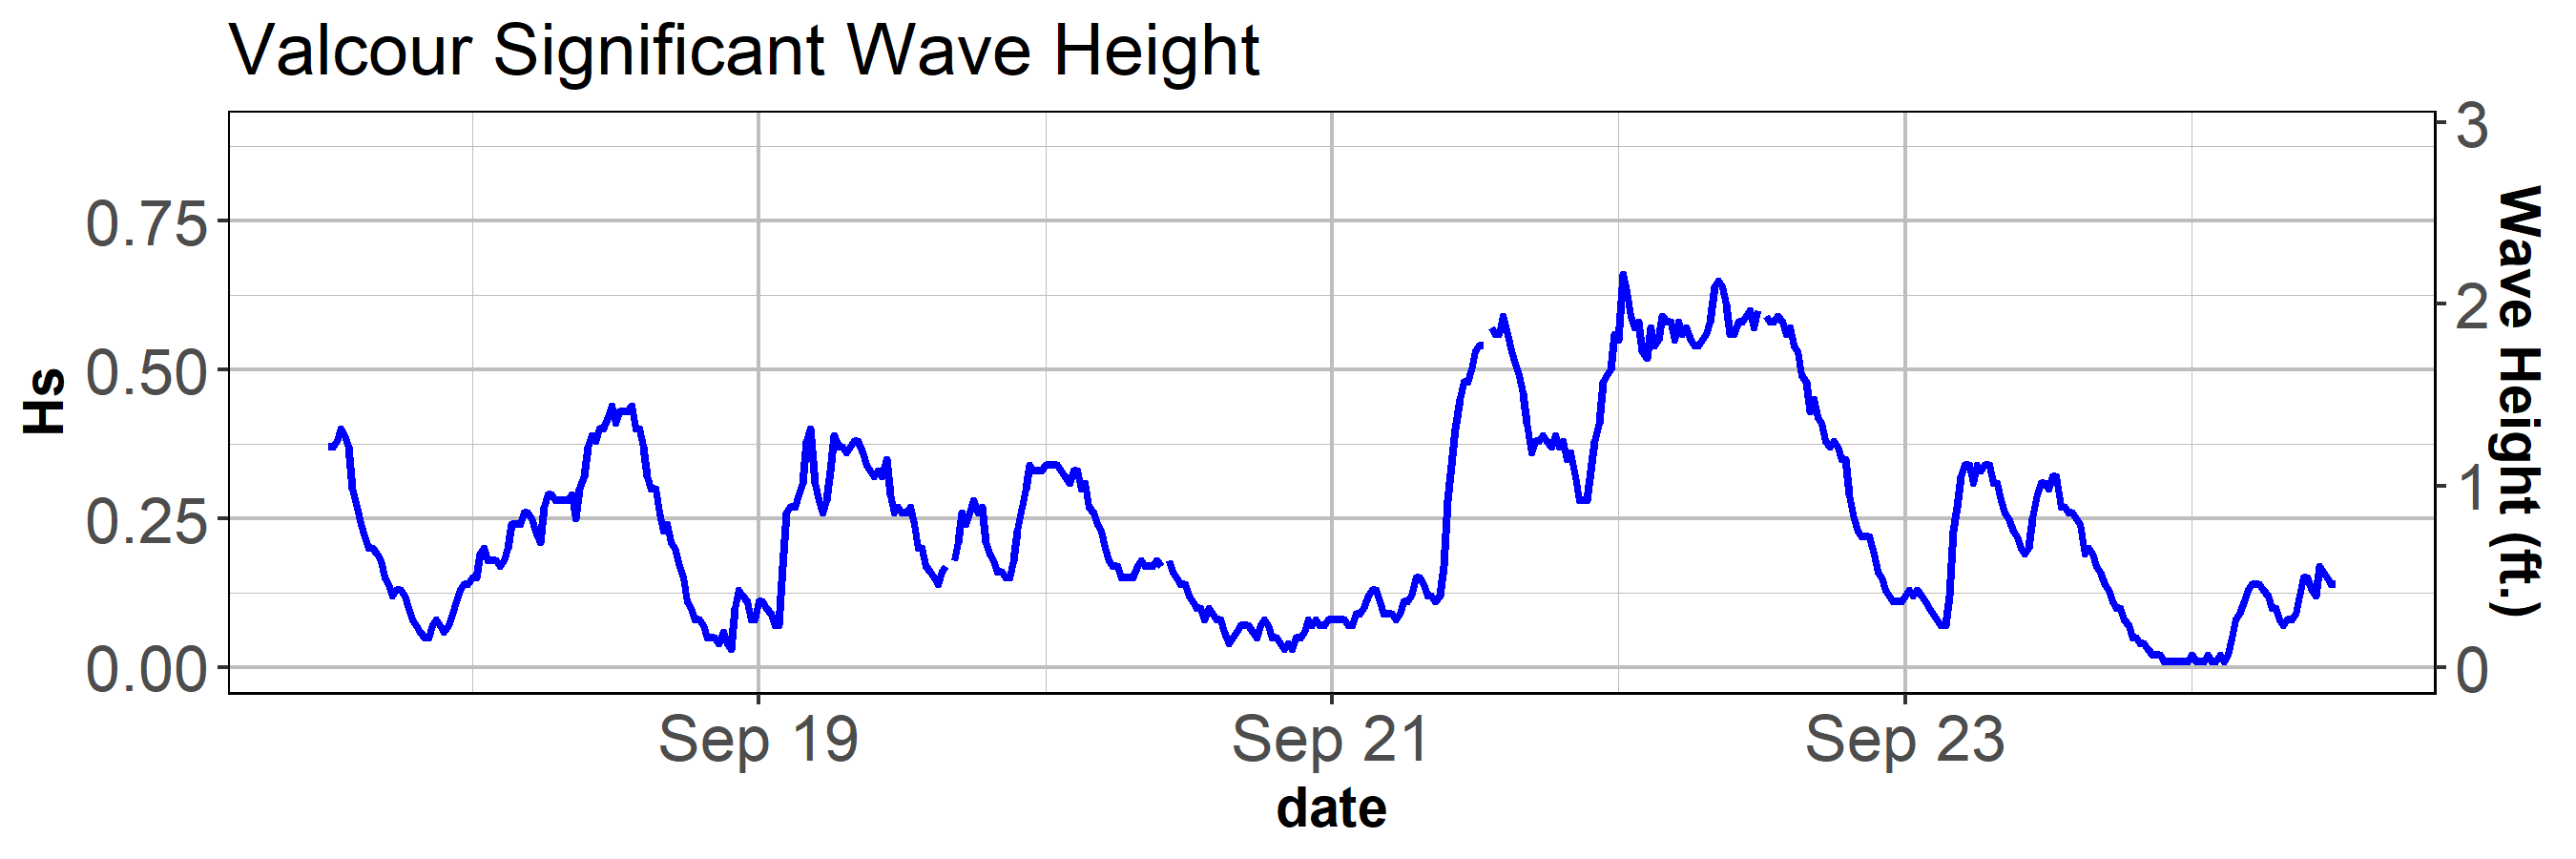 Valcour Significant Wave Height
Hs
0.75
0.50
0.25
0.00
3
2
1
0
Wave Height (ft.)
Sep 19
Sep 21
Sep 23
date